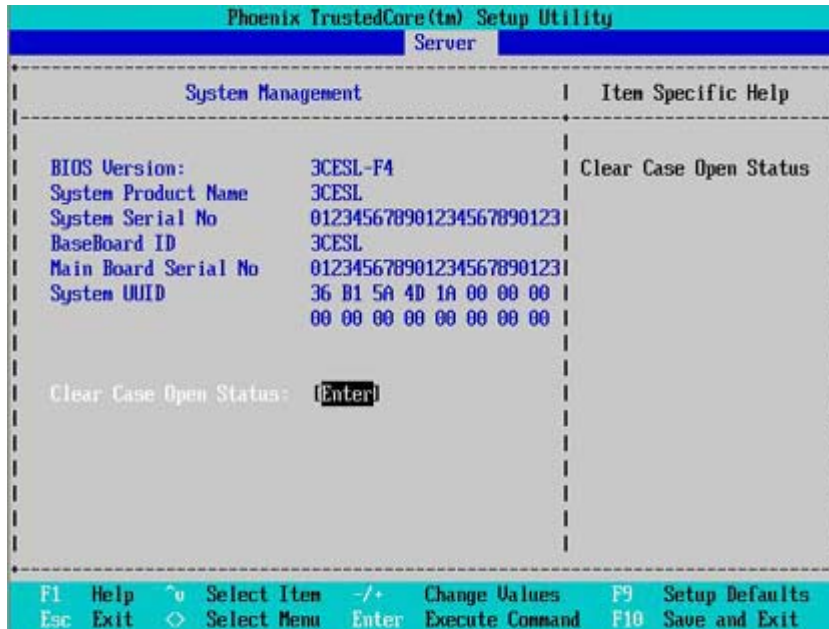 Phoenix TrustedCore(tm) Setup Utility
Server
System Management
Item Specific Help
BIOS Version: 3CESL-F4
Clear Case Open Status
System Product Name 3CESL
System Serial No 012345678901234567890123
BaseBoard ID 3CESL
Main Board Serial No 012345678901234567890123
System UUID 36 B1 5A 4D 1A 00 00 00
00 00 00 00 00 00 00 00
Clear Case Open Status: [Enter]
F1 Help ^v Select Item -/+ Change Values F9 Setup Defaults
Esc Exit <> Select Menu Enter Execute Command F10 Save and Exit